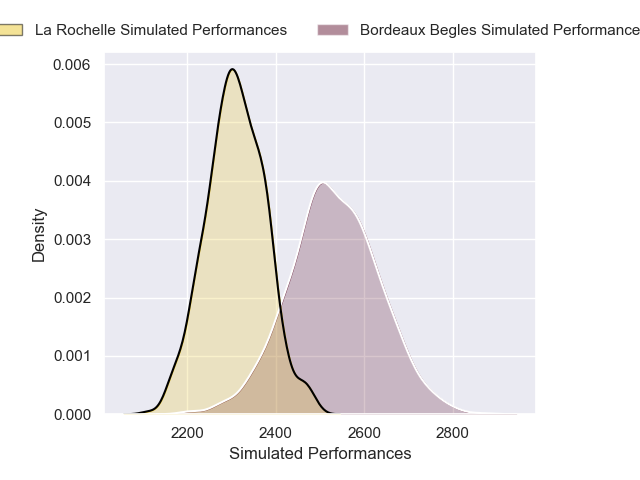 La Rochelle Simulated Performances
Bordeaux Begles Simulated Performance
0.006
0.005
0.004
0.003
0.002
0.001
0.000
Density
2200
2400
2600
2800
Simulated Performances